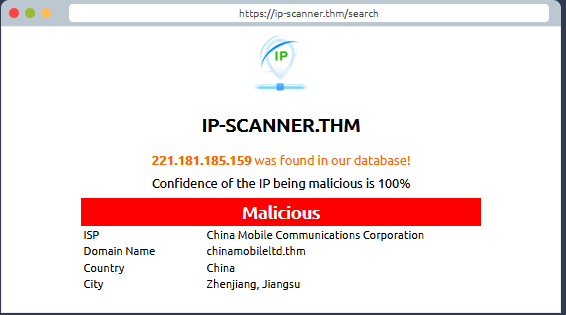 https://ip-scanner.thm/search
IP
IP-SCANNER.THM
221.181.185.159 was found in our database!
Confidence of the IP being malicious is 100%
Malicious
ISP China Mobile Communications Corporation
Domain Name chinamobileltd.thm
Country China
City Zhenjiang, Jiangsu